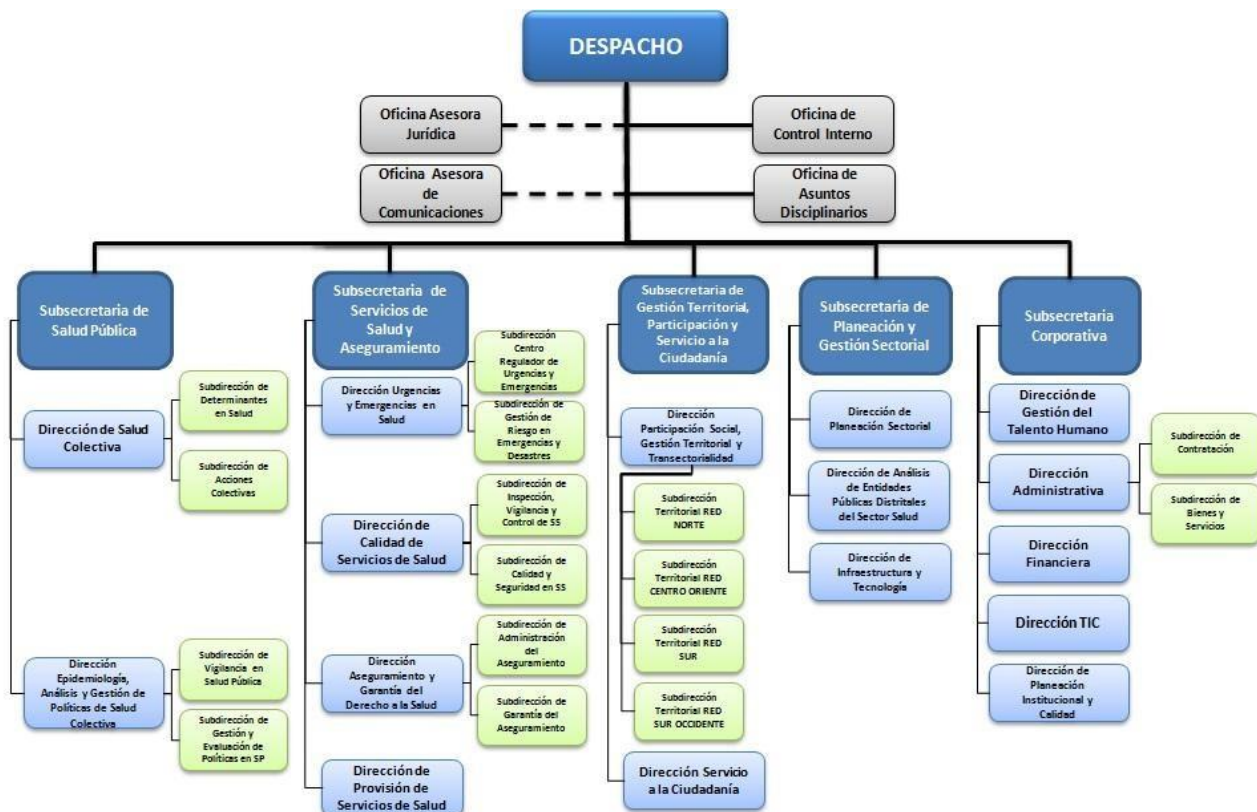 DESPACHO
Oficina Asesora
Jurídica
Oficina de
Control Interno
Oficina Asesora
de
Comunicaciones
Oficina de
Asuntos
Disciplinarios
Subsecretaria de
Salud Pública
Dirección de Salud
Colectiva
Subdirección de
Determinantes
en Salud
Subdirección de
Acciones
Colectivas
Dirección
Epidemiología,
Análisis y Gestión de
Políticas de Salud
Colectiva
Subdirección de
Vigilancia en
Salud Pública
Subdirección de
Gestión y
Evaluación de
Políticas en SP
Subsecretaria de
Servicios de
Salud y
Aseguramiento
Dirección Urgencias
y Emergencias en
Salud
Subdirección
Centro
Regulador de
Urgencias y
Emergencias
Subdirección de
Gestión de
Riesgo en
Emergencias y
Desastres
Dirección de
Calidad de
Servicios de Salud
Subdirección de
Inspección,
Vigilancia y
Control de SS
Subdirección de
Calidad y
Seguridad en SS
Dirección
Aseguramiento y
Garantía del
Derecho a la Salud
Subdirección de
Administración
del
Aseguramiento
Subdirección de
Garantía del
Aseguramiento
Dirección de
Provisión de
Servicios de Salud
Subsecretaria de
Gestión Territorial,
Participación y
Servicio a la
Ciudadanía
Dirección
Participación Social,
Gestión Territorial y
Transectorialidad
Subdirección
Territorial RED
NORTE
Subdirección
Territorial RED
CENTRO ORIENTE
Subdirección
Territorial RED
SUR
Subdirección
Territorial RED
SUR OCCIDENTE
Dirección Servicio
a la Ciudadanía
Subsecretaria
de Planeación y
Gestión Sectorial
Dirección de
Planeación Sectorial
Dirección de Análisis
de Entidades
Públicas Distritales
del Sector Salud
Dirección de
Infraestructura y
Tecnología
Subsecretaria
Corporativa
Dirección de
Gestión del
Talento Humano
Dirección
Administrativa
Subdirección de
Contratación
Subdirección de
Bienes y
Servicios
Dirección
Financiera
Dirección TIC
Dirección de
Planeación
Institucional y
Calidad